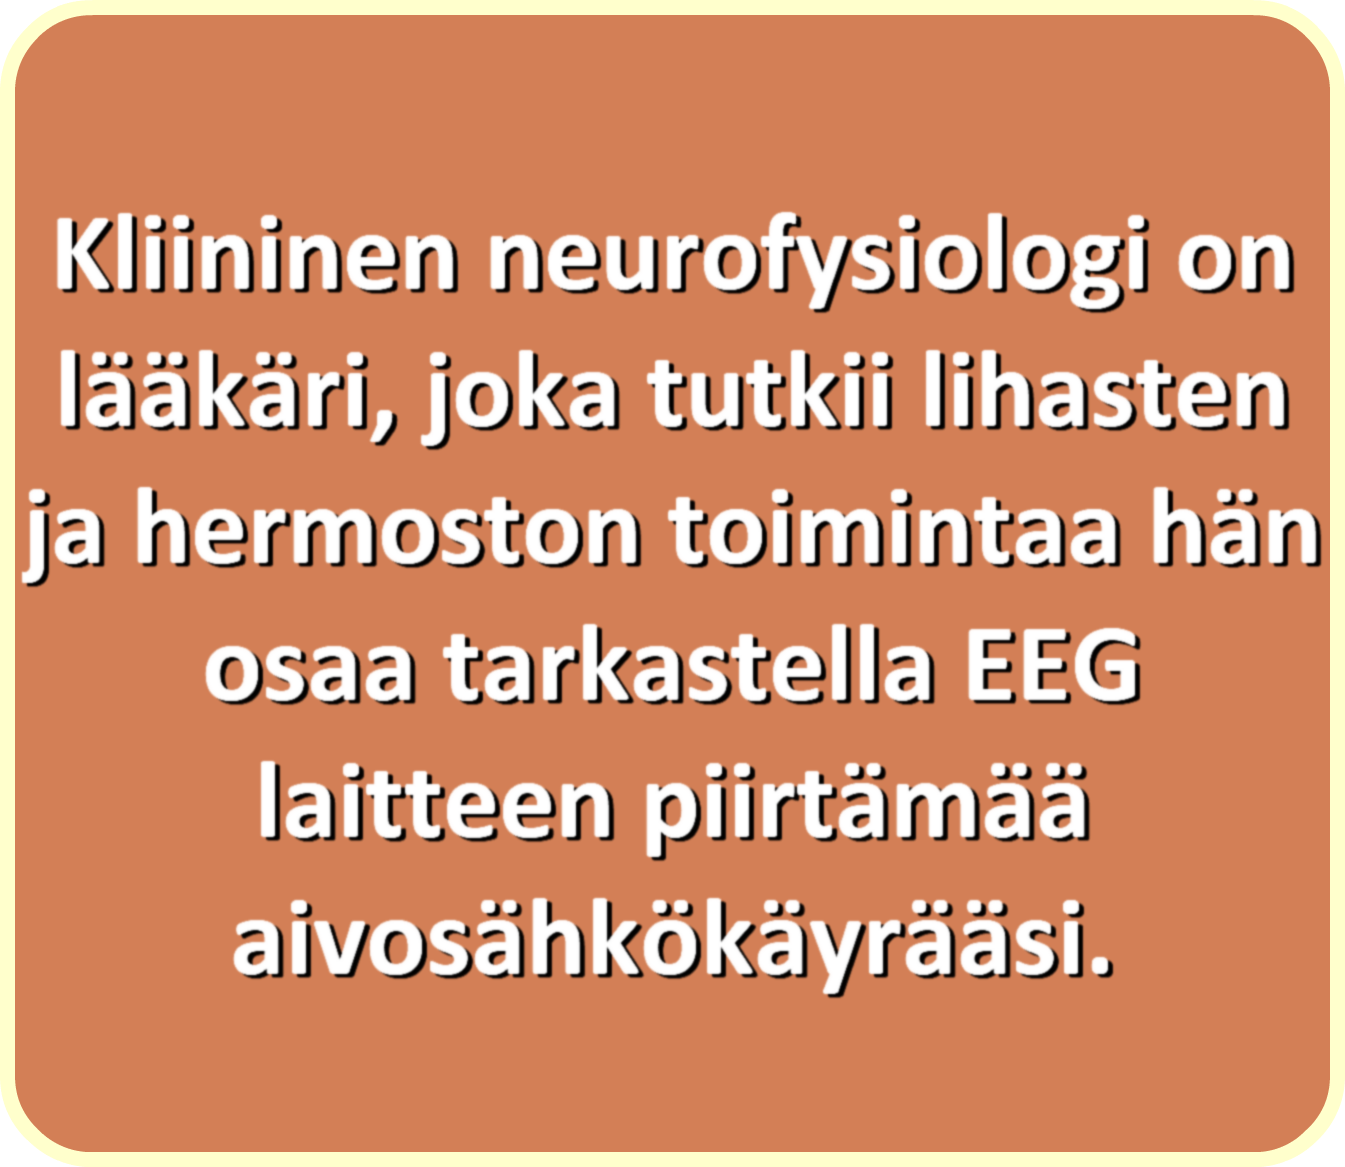 Kliininen neurofysiologi on
lääkäri, joka tutkii lihasten
ja hermoston toimintaa hän
osaa tarkastella EEG
laitteen piirtämää
aivosähkökäyrääsi.